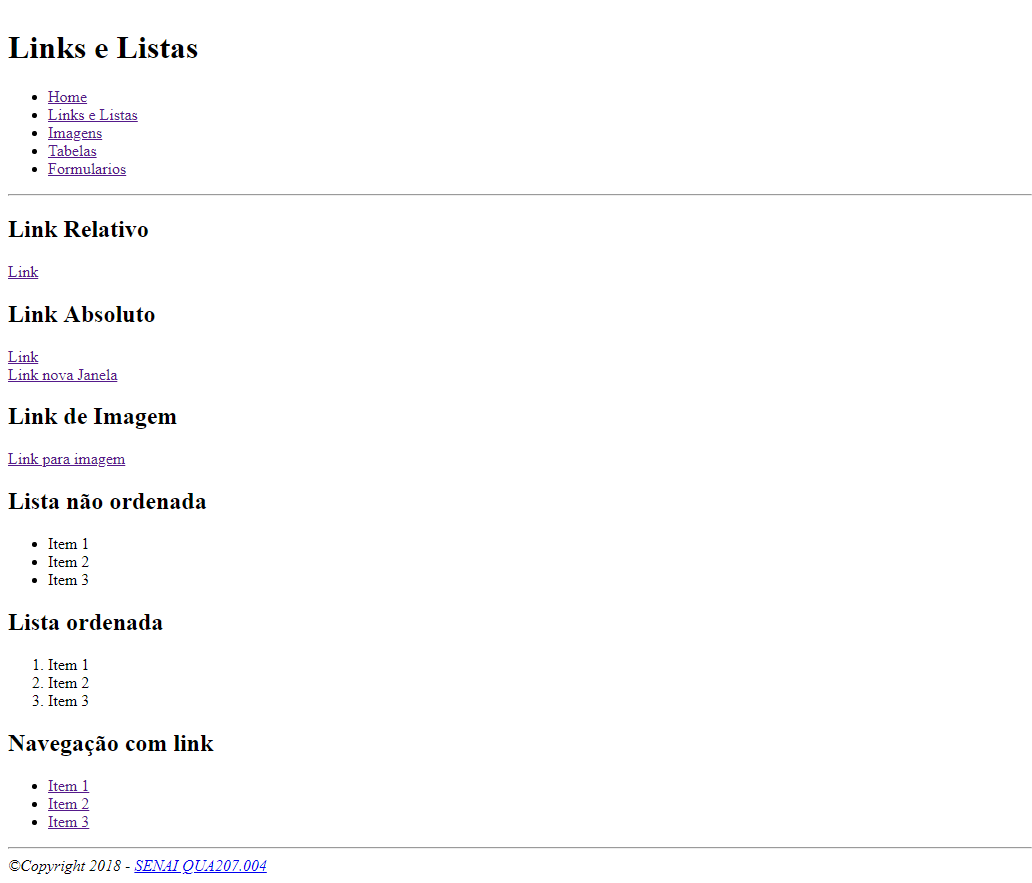 Links e Listas
Home
Links e Listas
Imagens
Tabelas
Formularios
Link Relativo
Link
Link Absoluto
Link
Link nova Janela
Link de Imagem
Link para imagem
Lista não ordenada
Item 1
Item 2
Item 3
Lista ordenada
1. Item 1
2. Item 2
3. Item 3
Navegação com link
Item 1
Item 2
Item 3
©Copyright 2018 - SENAI QUA207.004